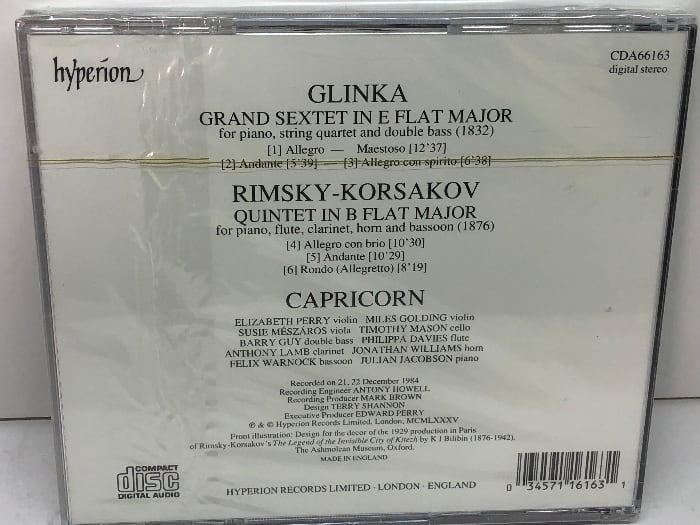 hyperion
CDA66163
digital stereo
GLINKA
GRAND SEXTET IN E FLAT MAJOR
for piano, string quartet and double bass (1832)
[1] Allegro — Maestoso [12'37]
[2] Andante [5'39] — [3] Allegro con spirito [6'38]
RIMSKY-KORSAKOV
QUINTET IN B FLAT MAJOR
for piano, flute, clarinet, horn and bassoon (1876)
[4] Allegro con brio [10'30]
[5] Andante [10'29]
[6] Rondo (Allegretto) [8'19]
CAPRICORN
ELIZABETH PERRY violin MILES GOLDING violin
SUSIE MÉSZÁROS viola TIMOTHY MASON cello
BARRY GUY double bass PHILIPPA DAVIES flute
ANTHONY LAMB clarinet JONATHAN WILLIAMS horn
FELIX WARNOCK bassoon JULIAN JACOBSON piano
Recorded on 21, 22 December 1984
Recording Engineer ANTONY HOWELL
Recording Producer MARK BROWN
Design TERRY SHANNON
Executive Producer EDWARD PERRY
℗ & © Hyperion Records Limited, London, MCMLXXXV
Front illustration: Design for the decor of the 1929 production in Paris
of Rimsky-Korsakov's The Legend of the Invisible City of Kitezh by K I Bilibin (1876-1942).
The Ashmolean Museum, Oxford.
MADE IN ENGLAND
COMPACT
disc
DIGITAL AUDIO
HYPERION RECORDS LIMITED · LONDON · ENGLAND
0 34571 16163 1